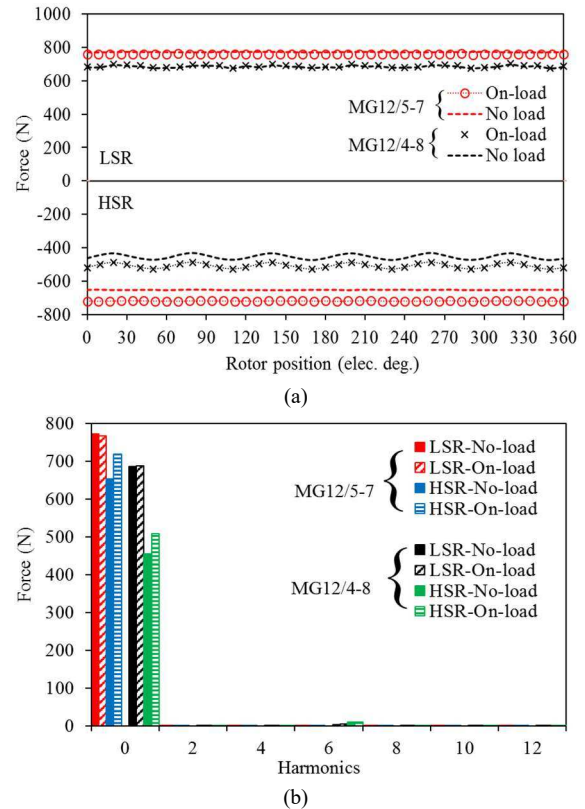 1000
800
600
400
200
0
-200
-400
-600
-800
Force (N)
LSR
HSR
MG12/5-7
On-load
No load
MG12/4-8
On-load
No load
0 30 60 90 120 150 180 210 240 270 300 330 360
Rotor position (elec. deg.)
(a)
800
700
600
500
400
300
200
100
0
Force (N)
MG12/5-7
LSR-No-load
LSR-On-load
HSR-No-load
HSR-On-load
MG12/4-8
LSR-No-load
LSR-On-load
HSR-No-load
HSR-On-load
0 2 4 6 8 10 12
Harmonics
(b)